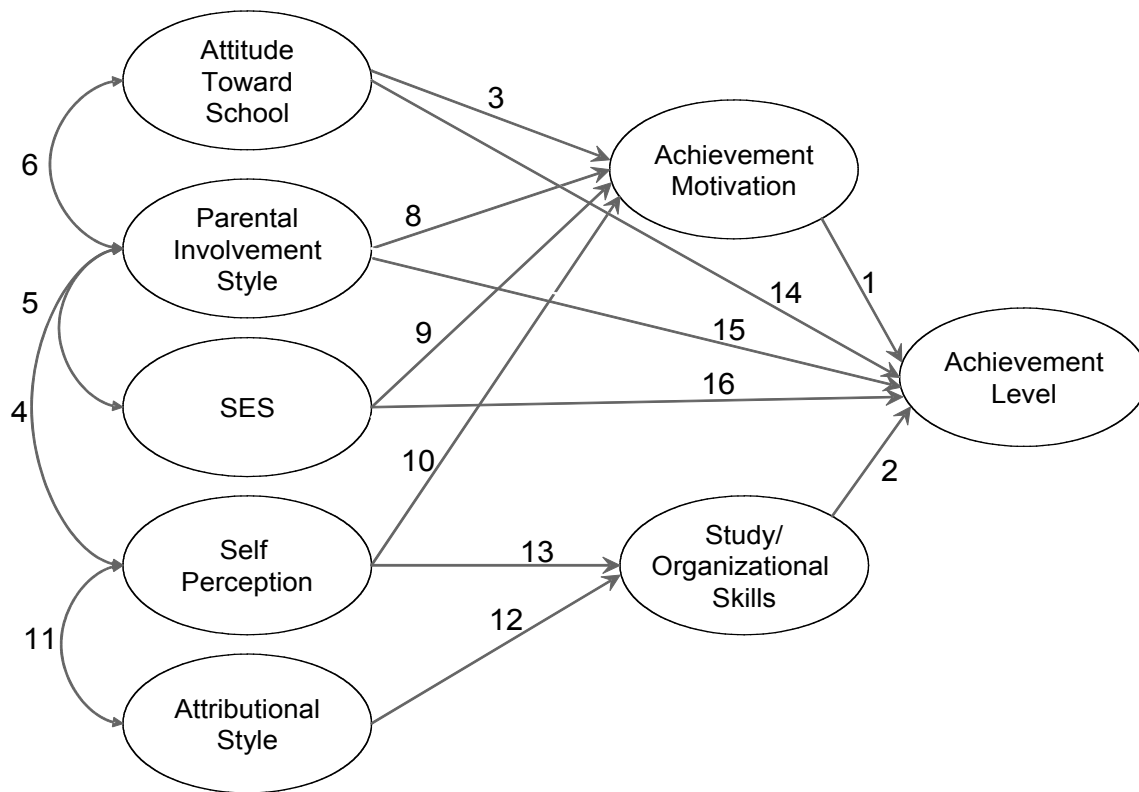 Attitude
Toward
School
3
Achievement
Motivation
6
Parental
Involvement
Style
8
5
14
1
9
15
Achievement
Level
SES
16
4
10
2
Self
Perception
13
Study/
Organizational
Skills
11
12
Attributional
Style